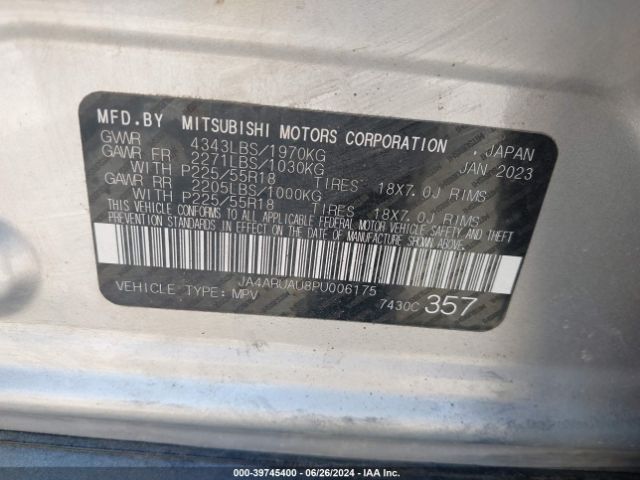 MFD.BY MITSUBISHI MOTORS CORPORATION , JAPAN
GVWR 4343LBS/1970KG JAN 2023
GAWR FR 2271LBS/1030KG
WITH P225/55R18 TIRES 18X7.0J RIMS
GAWR RR 2205LBS/1000KG
WITH P225/55R18 TIRES 18X7.0J RIMS
THIS VEHICLE CONFORMS TO ALL APPLICABLE FEDERAL MOTOR VEHICLE SAFETY AND THEFT
PREVENTION STANDARDS IN EFFECT ON THE DATE OF MANUFACTURE SHOWN ABOVE.
JA4ARUAU8PU006175
VEHICLE TYPE: MPV 7430C 357
000-39745400 - 06/26/2024 - IAA Inc.